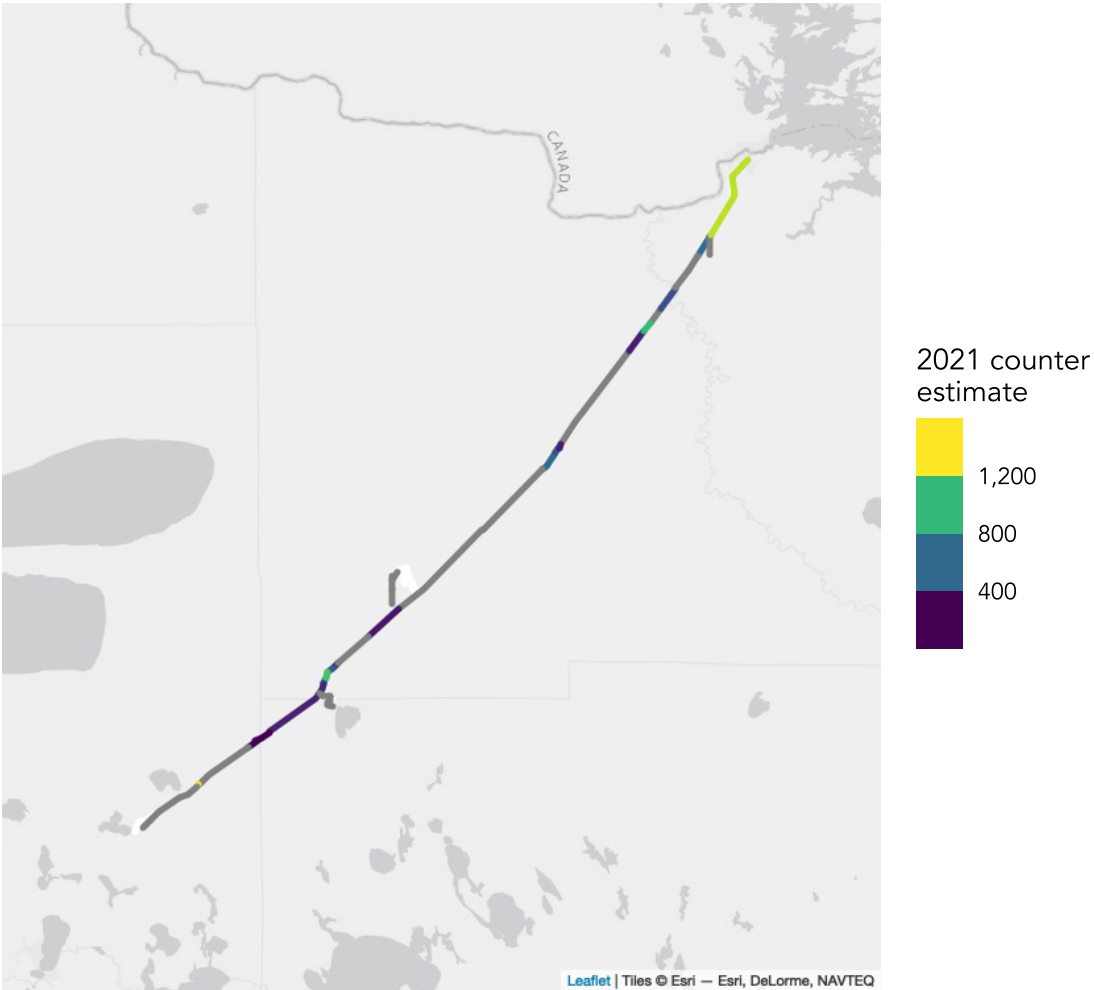 CANADA
2021 counter
estimate
1,200
800
400
Leaflet | Tiles © Esri — Esri, DeLorme, NAVTEQ